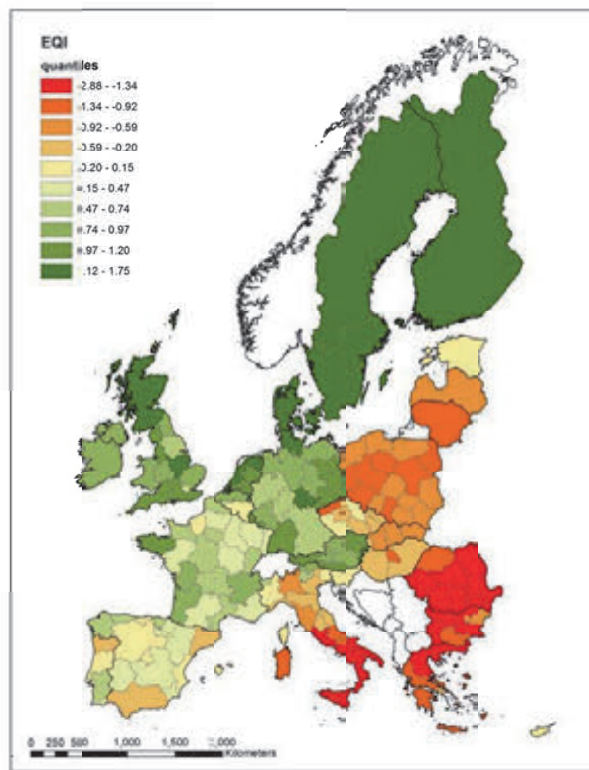 EQI
quantiles
-2.88 - -1.34
-1.34 - -0.92
-0.92 - -0.59
-0.59 - -0.20
-0.20 - 0.15
0.15 - 0.47
0.47 - 0.74
0.74 - 0.97
0.97 - 1.20
1.12 - 1.75
0 250 500 1,000 1,500 2,000
Kilometers